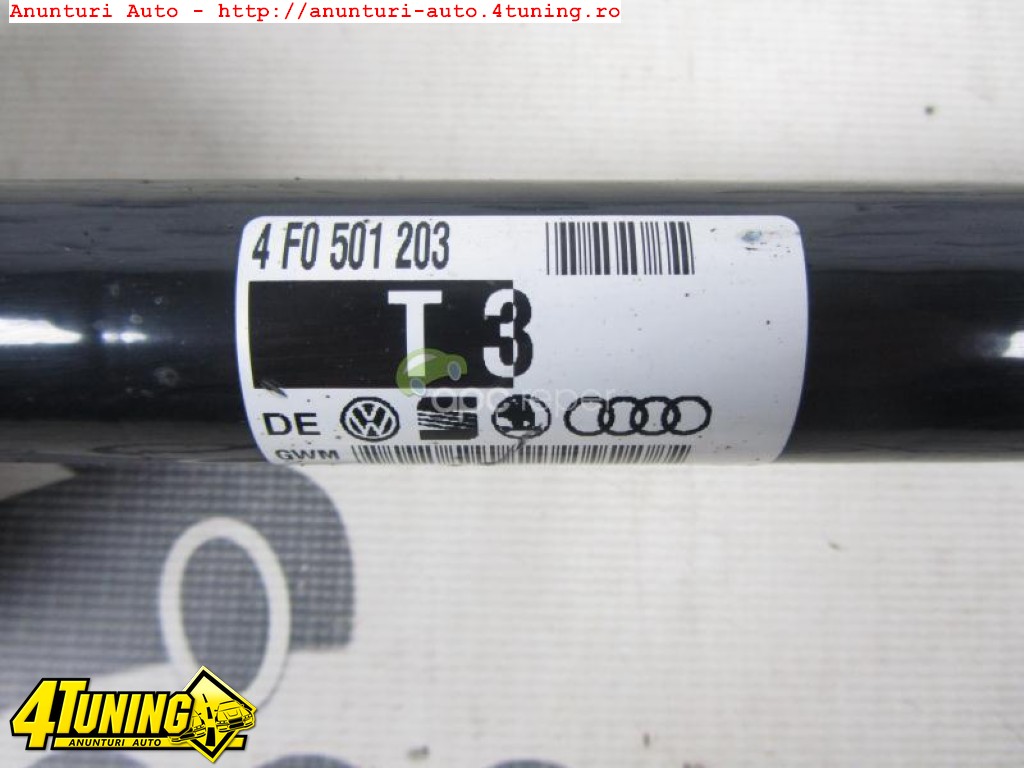 Anunturi Auto - http://anunturi-auto.4tuning.ro
4 F0 501 203
T 3
DE
GWM
4TUNING
ANUNTURI AUTO